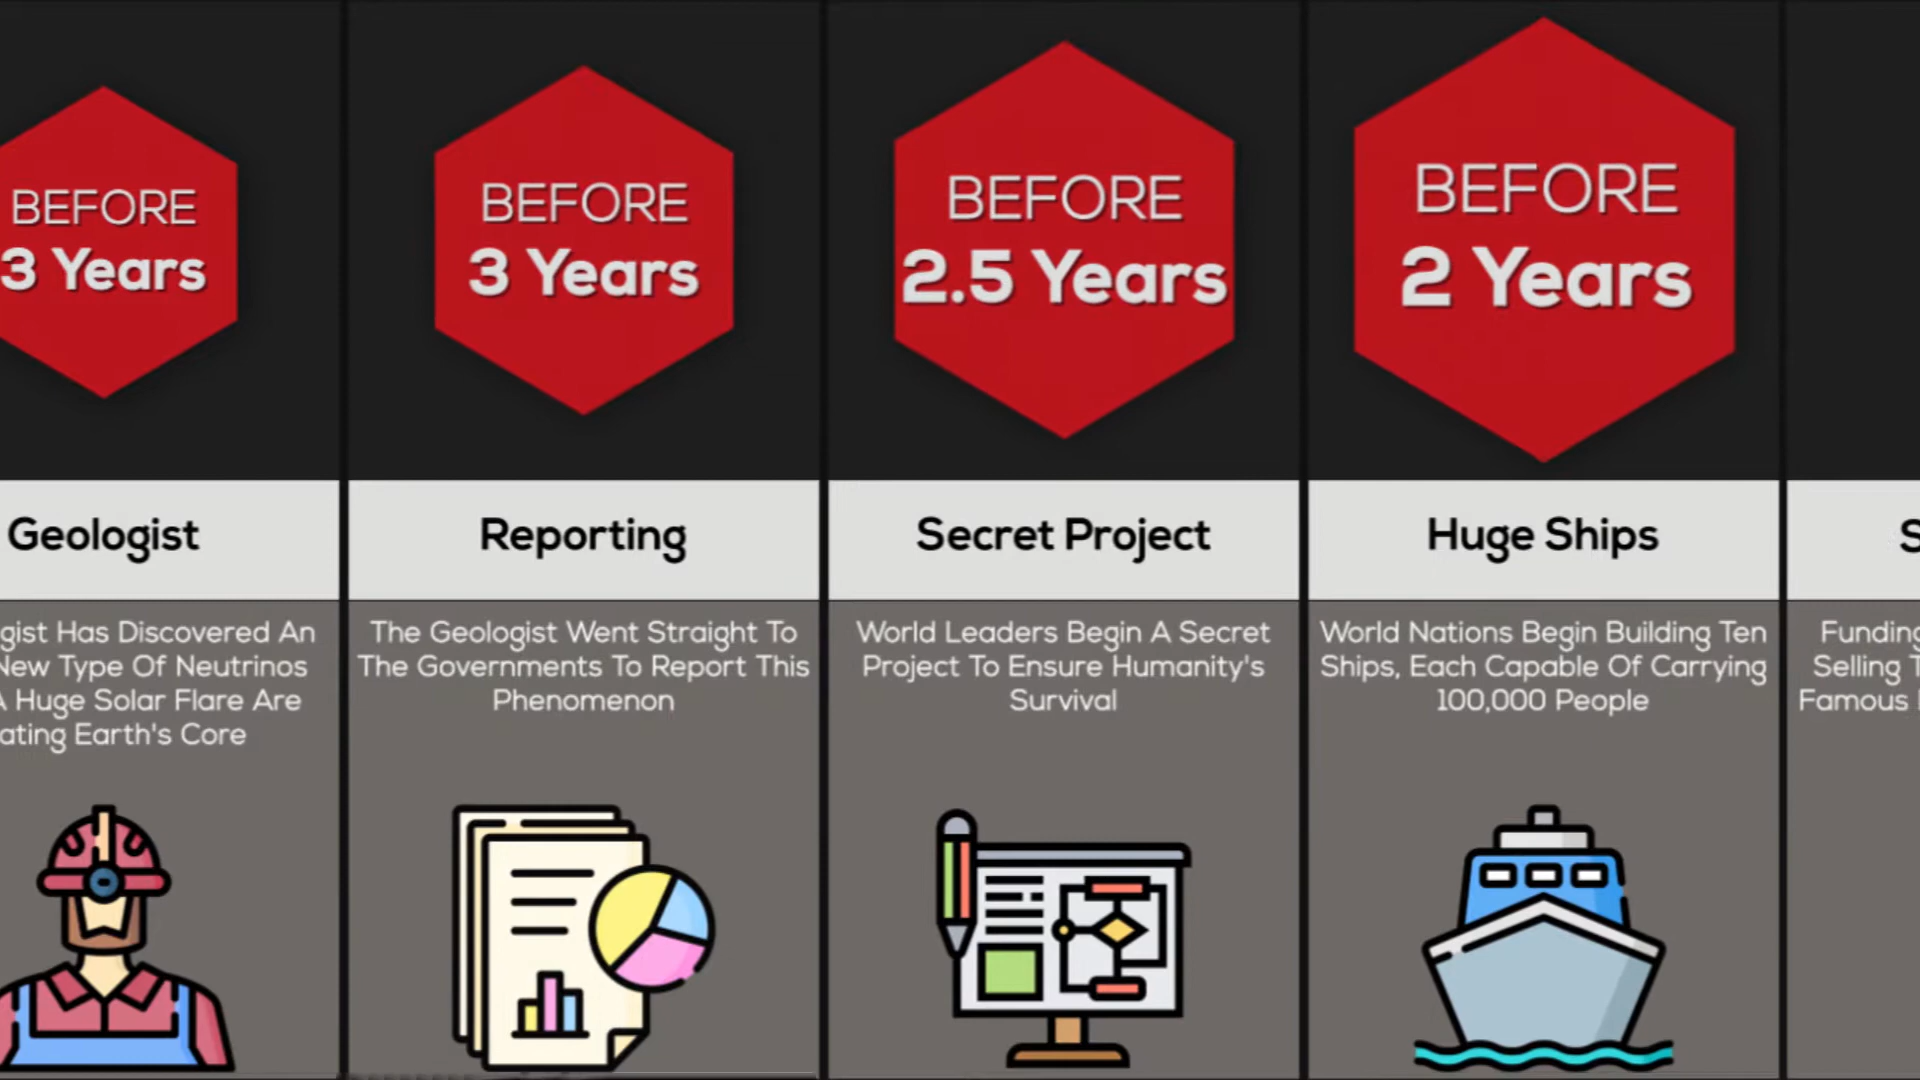 BEFORE
3 Years
Geologist
gist Has Discovered An
New Type Of Neutrinos
A Huge Solar Flare Are
ating Earth's Core
BEFORE
3 Years
Reporting
The Geologist Went Straight To
The Governments To Report This
Phenomenon
BEFORE
2.5 Years
Secret Project
World Leaders Begin A Secret
Project To Ensure Humanity's
Survival
BEFORE
2 Years
Huge Ships
World Nations Begin Building Ten
Ships, Each Capable Of Carrying
100,000 People
S
Funding
Selling T
Famous